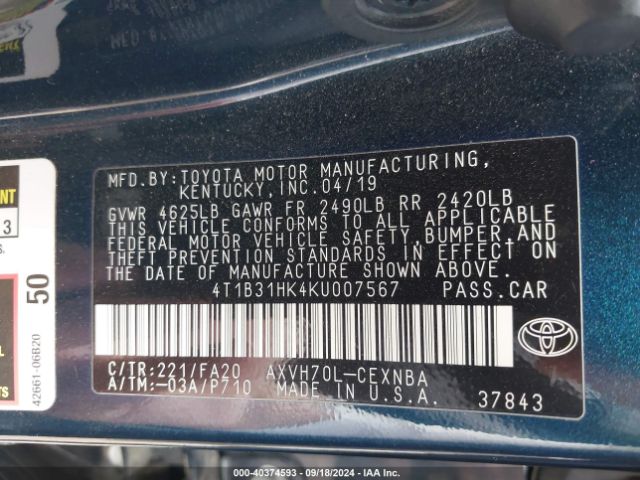 MFD.BY:TOYOTA MOTOR MANUFACTURING,
KENTUCKY,INC.04/19
GVWR 4625LB GAWR FR 2490LB RR 2420LB
THIS VEHICLE CONFORMS TO ALL APPLICABLE
FEDERAL MOTOR VEHICLE SAFETY,BUMPER,AND
THEFT PREVENTION STANDARDS IN EFFECT ON
THE DATE OF MANUFACTURE SHOWN ABOVE.
4T1B31HK4KU007567 PASS.CAR
C/TR:221/FA20 AXVH70L-CEXNBA
A/TM:-03A/P710 MADE IN U.S.A.
37843
TOYOTA
50
42661-06B20
00-40374593 — 09/18/2024 — IAA